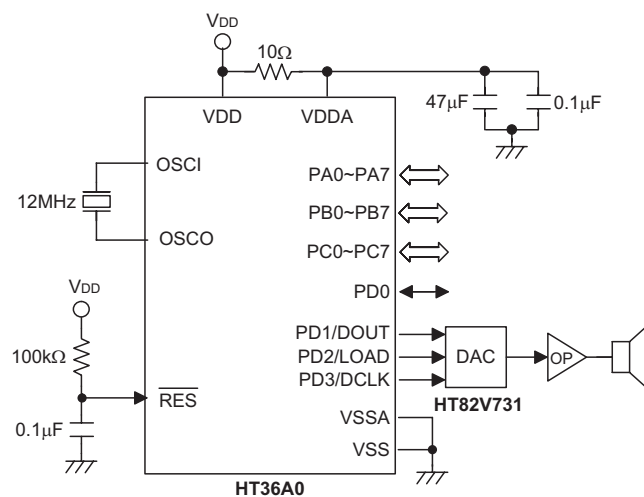 VDD
10Ω
47μF
0.1μF
VDD
VDDA
OSCI
12MHz
OSCO
PA0~PA7
PB0~PB7
PC0~PC7
PD0
VDD
100kΩ
PD1/DOUT
PD2/LOAD
PD3/DCLK
DAC
OP
HT82V731
RES
0.1μF
VSSA
VSS
HT36A0